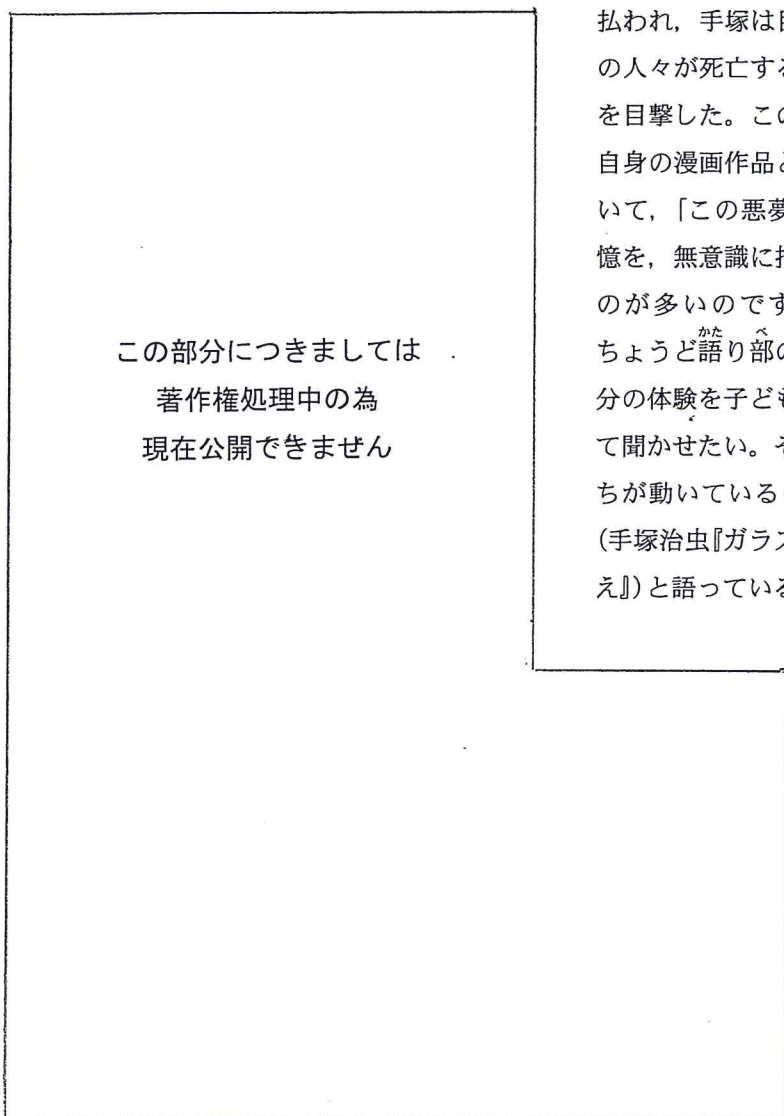 この部分につきましては
著作権処理中の為
現在公開できません
払われ，手塚は
の人々が死亡す
を目撃した。こ
自身の漫画作品
いて，「この悪夢
憶を，無意識に
のが多いのです
ちょうど語り部
分の体験を子ども
て聞かせたい。そ
ちが動いている
(手塚治虫『ガラス
え』)と語っている